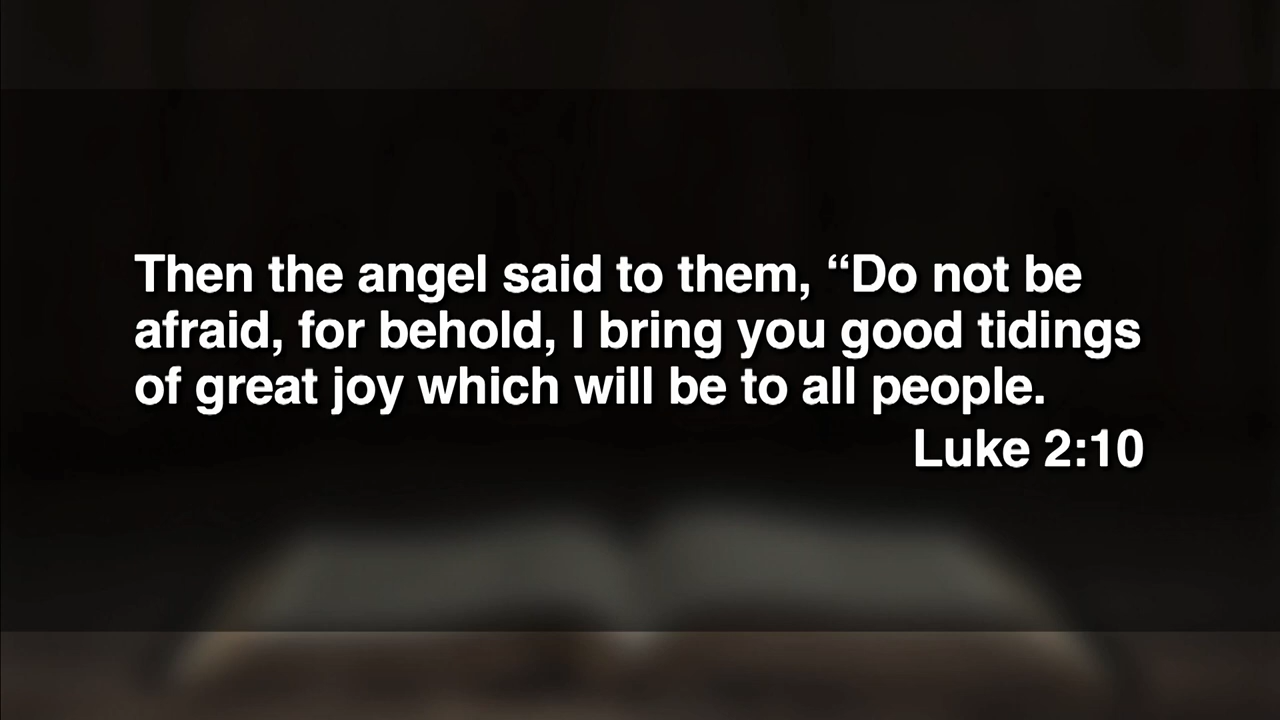 Then the angel said to them, “Do not be
afraid, for behold, I bring you good tidings
of great joy which will be to all people.
Luke 2:10